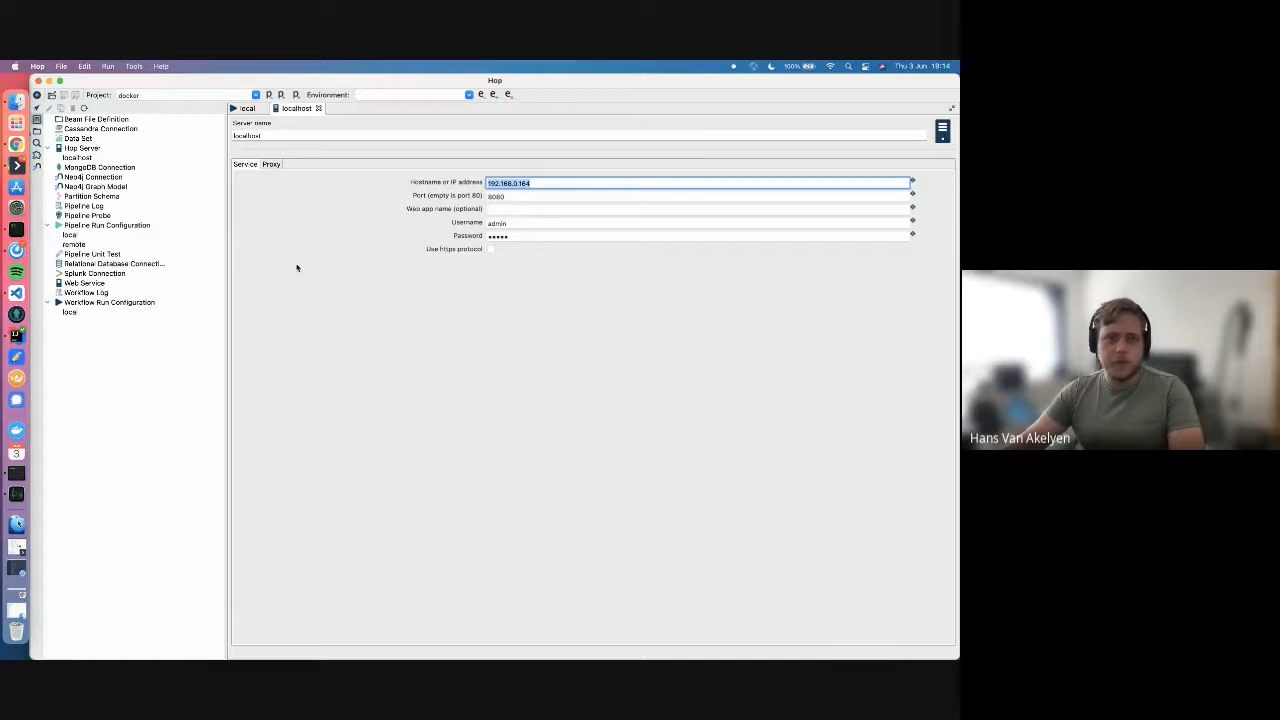 Hop File Edit Run Tools Help 100% Thu 3 Jun 19:14
Hop
Project: docker Environment:
local localhost
Beam File Definition
Cassandra Connection
Data Set
Hop Server
localhost
MongoDB Connection
Neo4j Connection
Neo4j Graph Model
Partition Schema
Pipeline Log
Pipeline Probe
Pipeline Run Configuration
local
remote
Pipeline Unit Test
Relational Database Connecti...
Splunk Connection
Web Service
Workflow Log
Workflow Run Configuration
local
Server name
localhost
Service Proxy
Hostname or IP address 192.168.0.164
Port (empty is port 80) 8080
Web app name (optional)
Username admin
Password •••••
Use https protocol
Hans Van Akelyen